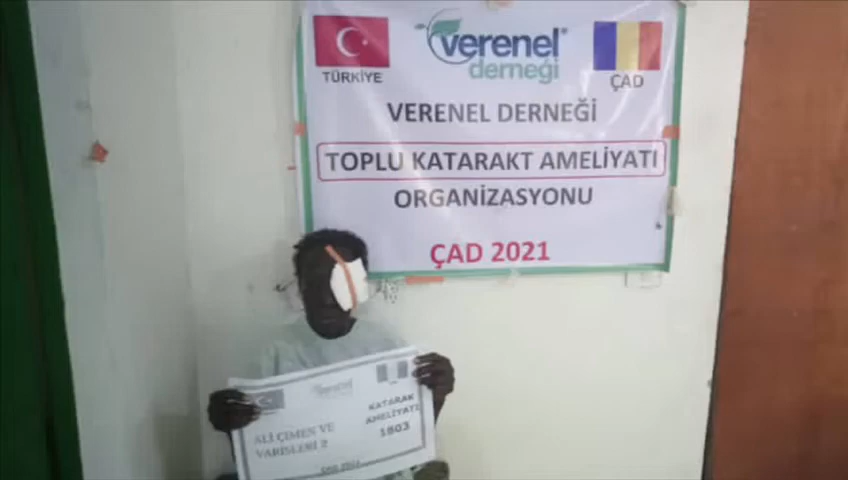 TÜRKİYE
verenel
derneği
ÇAD
VERENEL DERNEĞİ
TOPLU KATARAKT AMELİYATI
ORGANİZASYONU
ÇAD 2021
verenel
KATARAK
AMELİYATI
1803
ALİ ÇİMEN VE
VARİSLERİ 2